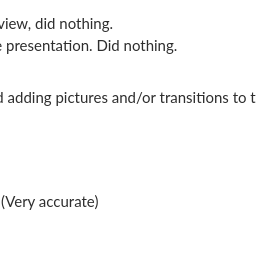 view, did nothing.
e presentation. Did nothing.
d adding pictures and/or transitions to t
(Very accurate)